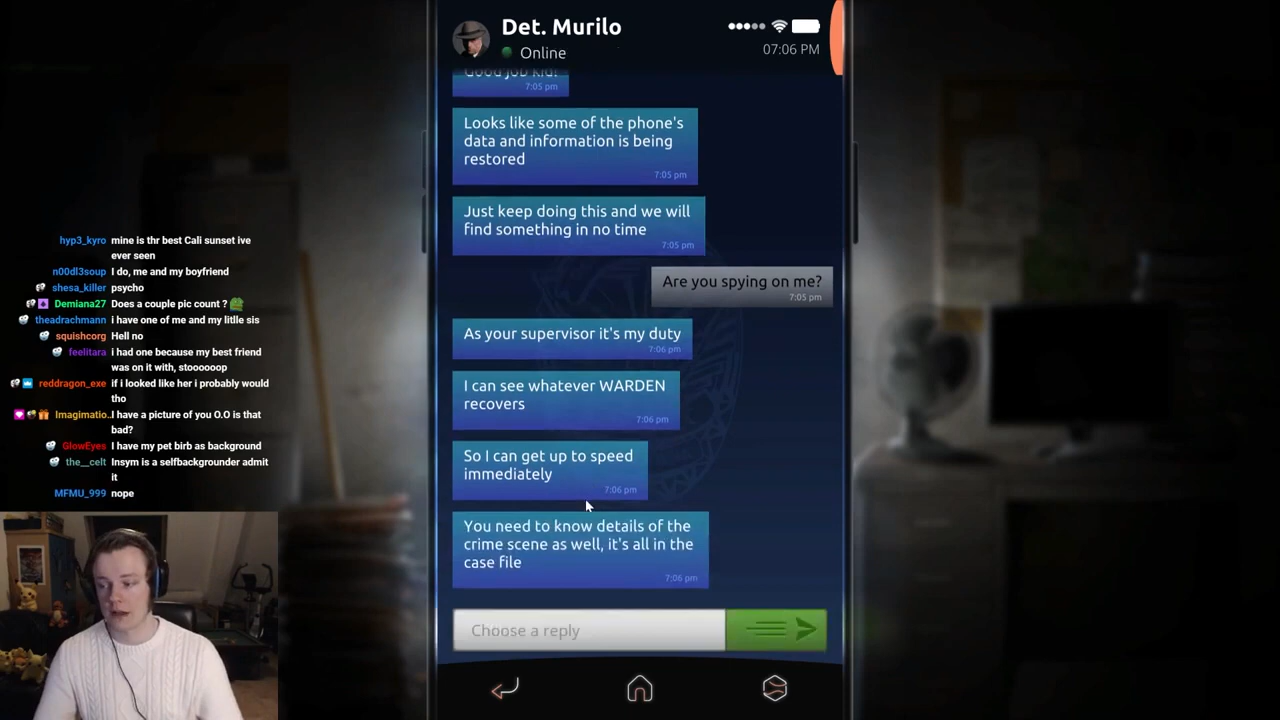 Det. Murilo
Online
07:06 PM
Good job kid!
7:05 pm
Looks like some of the phone's
data and information is being
restored
7:05 pm
Just keep doing this and we will
find something in no time
7:05 pm
Are you spying on me?
7:05 pm
As your supervisor it's my duty
7:06 pm
I can see whatever WARDEN
recovers
7:06 pm
So I can get up to speed
immediately
7:06 pm
You need to know details of the
crime scene as well, it's all in the
case file
7:06 pm
Choose a reply
hyp3_kyro mine is thr best Cali sunset ive
ever seen
n00dl3soup I do, me and my boyfriend
shesa_killer psycho
Demiana27 Does a couple pic count ?
theadrachmann i have one of me and my litlle sis
squishcorg Hell no
feelitara i had one because my best friend
was on it with, stoooooop
reddragon_exe if i looked like her i probably would
tho
Imaginatio.. I have a picture of you O.O is that
bad?
GlowEyes I have my pet birb as background
the__celt Insym is a selfbackgrounder admit
it
MFMU_999 nope